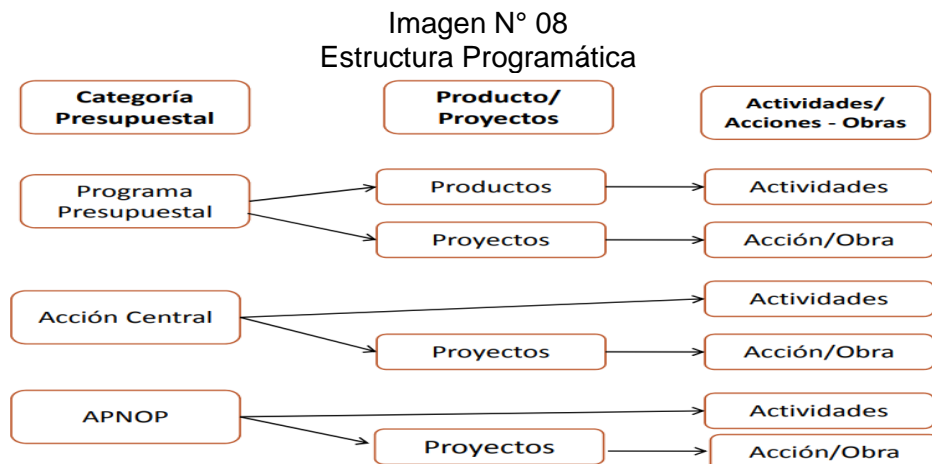 Imagen N° 08
Estructura Programática
Categoría
Presupuestal
Producto/
Proyectos
Actividades/
Acciones - Obras
Programa
Presupuestal
Productos
Actividades
Proyectos
Acción/Obra
Acción Central
Actividades
Proyectos
Acción/Obra
APNOP
Actividades
Proyectos
Acción/Obra